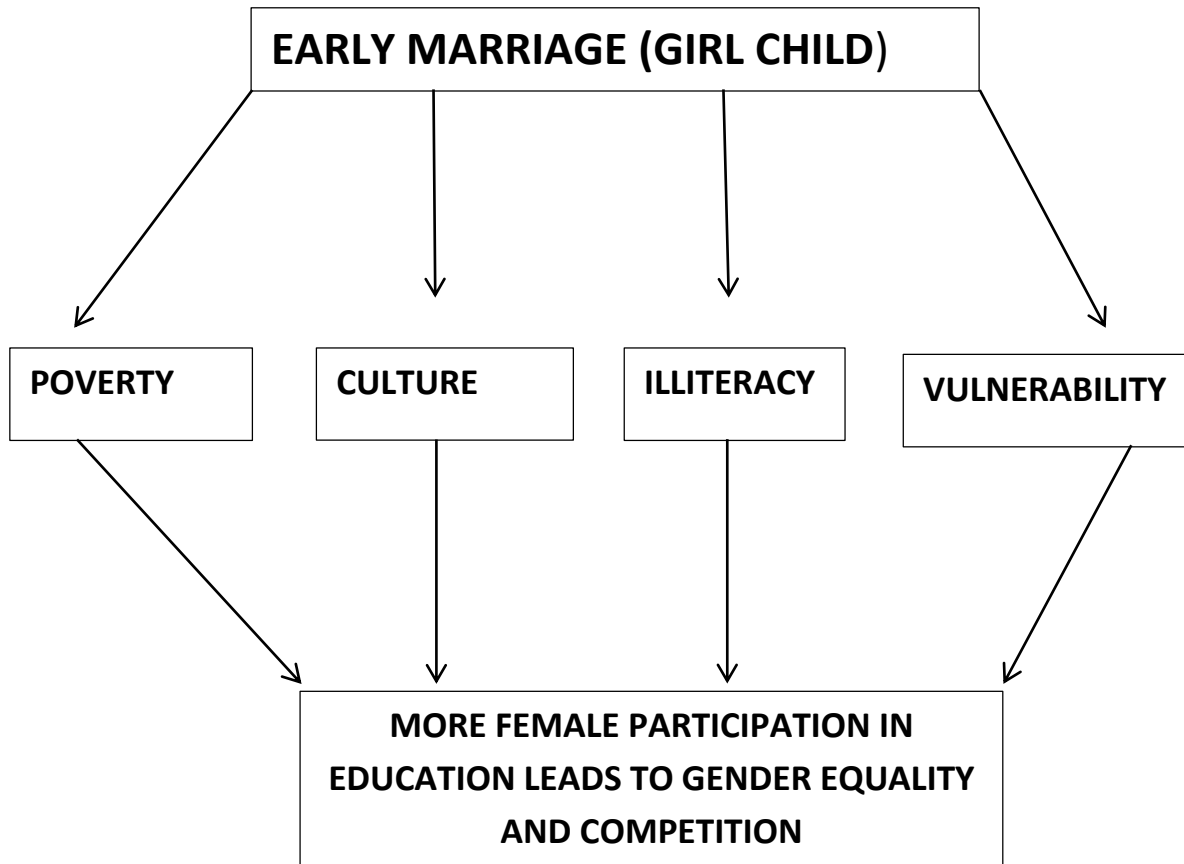 EARLY MARRIAGE (GIRL CHILD)
POVERTY
CULTURE
ILLITERACY
VULNERABILITY
MORE FEMALE PARTICIPATION IN
EDUCATION LEADS TO GENDER EQUALITY
AND COMPETITION